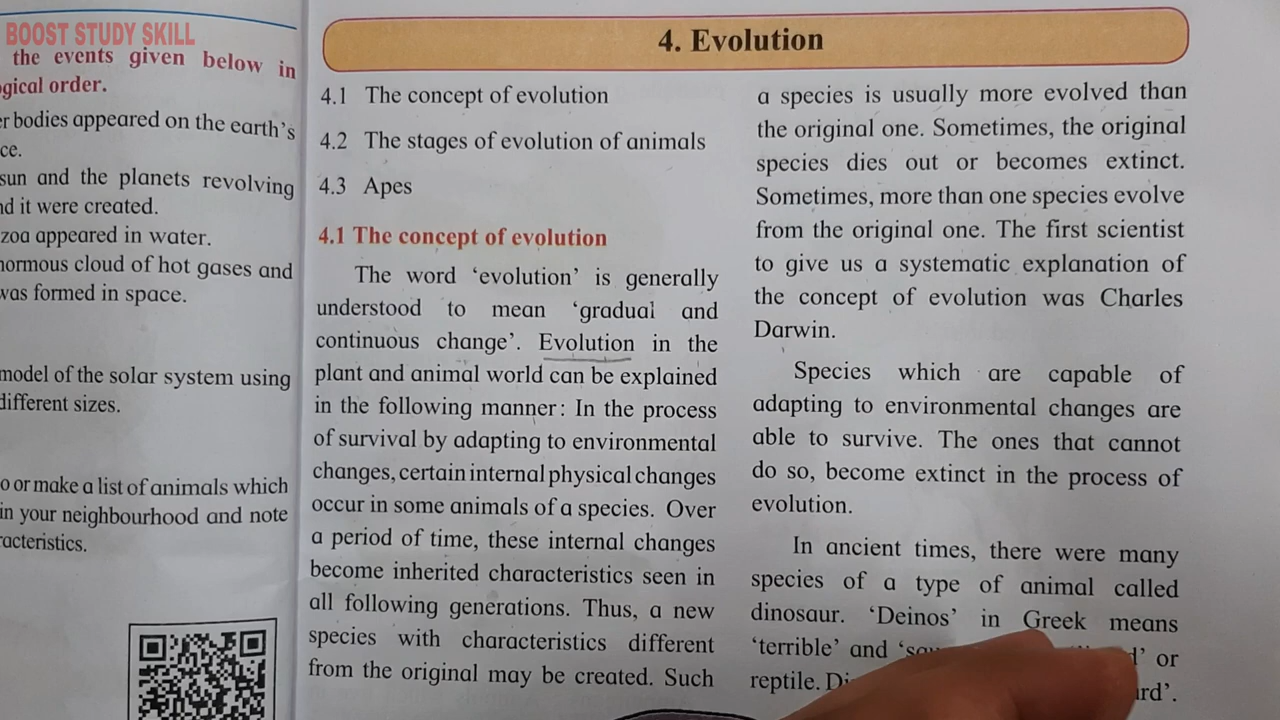 BOOST STUDY SKILL
the events given below in
order.
bodies appeared on the earth's
sun and the planets revolving
it were created.
appeared in water.
cloud of hot gases and
was formed in space.
model of the solar system using
different sizes.
or make a list of animals which
in your neighbourhood and note
4. Evolution
4.1 The concept of evolution
4.2 The stages of evolution of animals
4.3 Apes
4.1 The concept of evolution
The word 'evolution' is generally
understood to mean 'gradual and
continuous change'. Evolution in the
plant and animal world can be explained
in the following manner: In the process
of survival by adapting to environmental
changes, certain internal physical changes
occur in some animals of a species. Over
a period of time, these internal changes
become inherited characteristics seen in
all following generations. Thus, a new
species with characteristics different
from the original may be created. Such
a species is usually more evolved than
the original one. Sometimes, the original
species dies out or becomes extinct.
Sometimes, more than one species evolve
from the original one. The first scientist
to give us a systematic explanation of
the concept of evolution was Charles
Darwin.
Species which are capable of
adapting to environmental changes are
able to survive. The ones that cannot
do so, become extinct in the process of
evolution.
In ancient times, there were many
species of a type of animal called
dinosaur. 'Deinos' in Greek means
'terrible' and or
reptile.